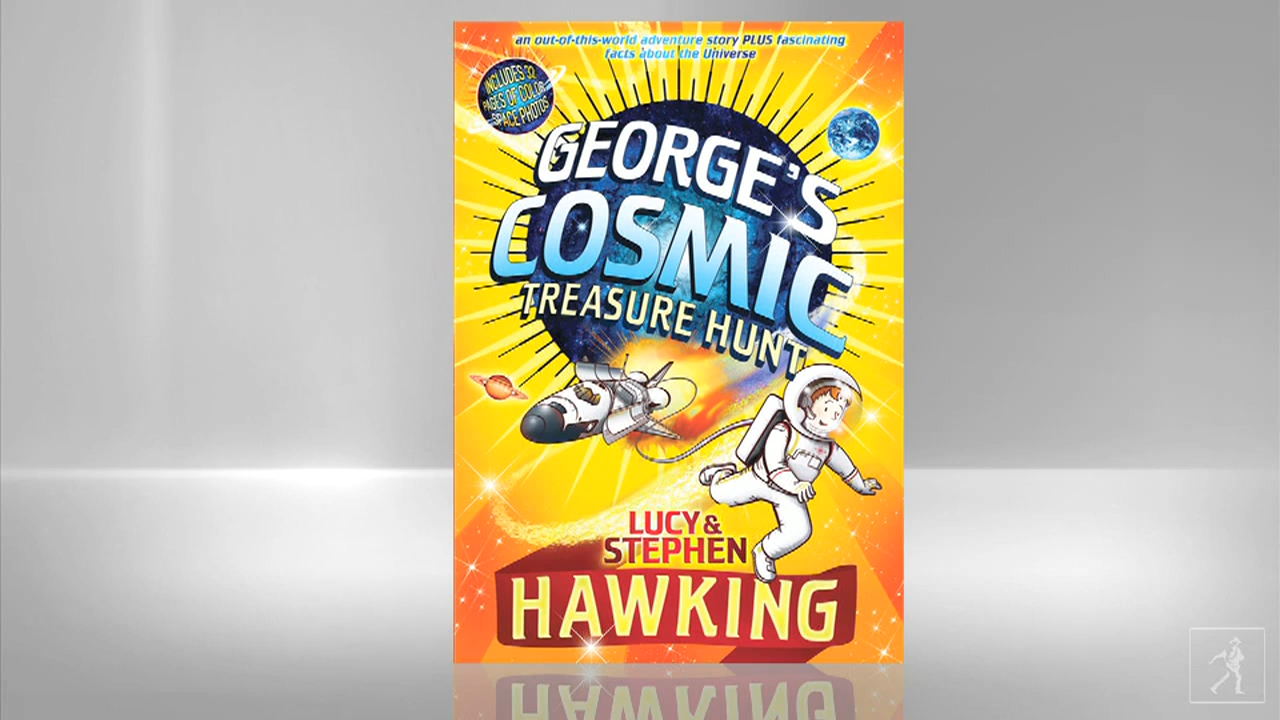 an out-of-this-world adventure story PLUS fascinating
facts about the Universe
INCLUDES 32
PAGES OF COLOR
SPACE PHOTOS
GEORGE'S
COSMIC
TREASURE HUNT
LUCY &
STEPHEN
HAWKING